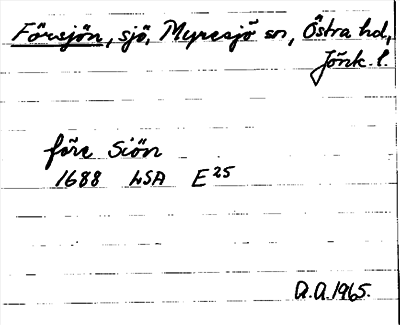 Försjön, sjö, Myresjö sn, Östra hd,
Jönk. l.
före Siön
1688 LSA E25
A.A. 1965.